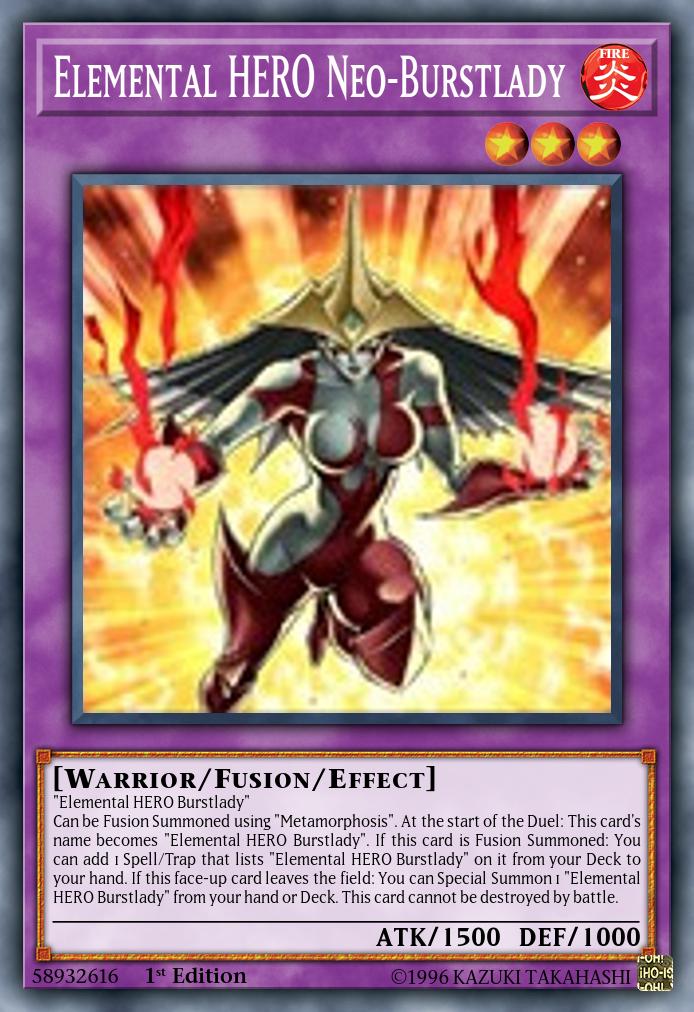 Elemental HERO Neo-Burstlady
FIRE
炎
[Warrior/Fusion/Effect]
"Elemental HERO Burstlady"
Can be Fusion Summoned using "Metamorphosis". At the start of the Duel: This card's
name becomes "Elemental HERO Burstlady". If this card is Fusion Summoned: You
can add 1 Spell/Trap that lists "Elemental HERO Burstlady" on it from your Deck to
your hand. If this face-up card leaves the field: You can Special Summon 1 "Elemental
HERO Burstlady" from your hand or Deck. This card cannot be destroyed by battle.
ATK/1500 DEF/1000
58932616 1st Edition ©1996 KAZUKI TAKAHASHI